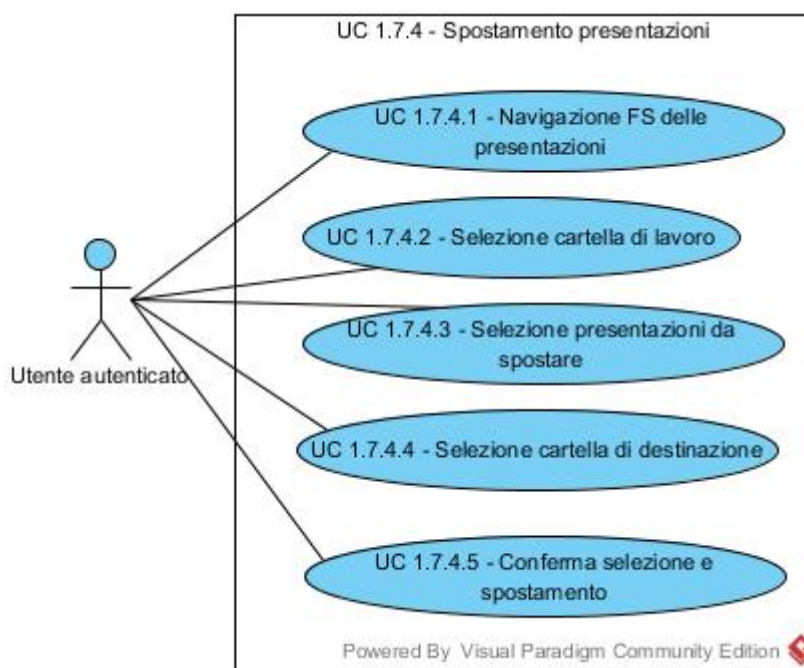 UC 1.7.4 - Spostamento presentazioni
UC 1.7.4.1 - Navigazione FS delle
presentazioni
UC 1.7.4.2 - Selezione cartella di lavoro
UC 1.7.4.3 - Selezione presentazioni da
spostare
Utente autenticato
UC 1.7.4.4 - Selezione cartella di destinazione
UC 1.7.4.5 - Conferma selezione e
spostamento
Powered By Visual Paradigm Community Edition